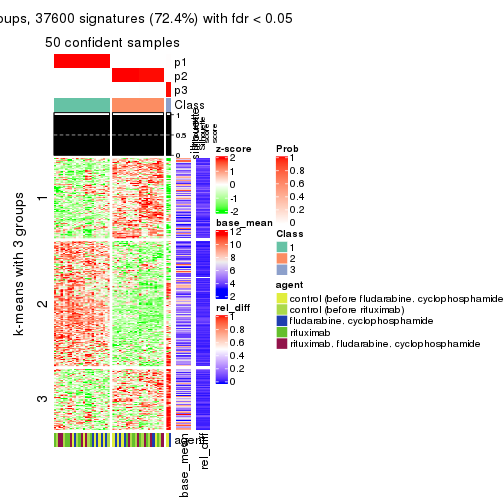 oups, 37600 signatures (72.4%) with fdr < 0.05
50 confident samples
p1
p2
p3
Class
1
0.5
0
silhouette
score
k-means with 3 groups
1
2
3
agent
base_mean
rel_diff
z-score
2
1
0
-1
-2
base_mean
12
10
8
6
4
2
rel_diff
1
0.8
0.6
0.4
0.2
0
Prob
1
0.8
0.6
0.4
0.2
0
Class
1
2
3
agent
control (before fludarabine. cyclophosphamide
control (before rituximab)
fludarabine. cyclophosphamide
rituximab
rituximab. fludarabine. cyclophosphamide